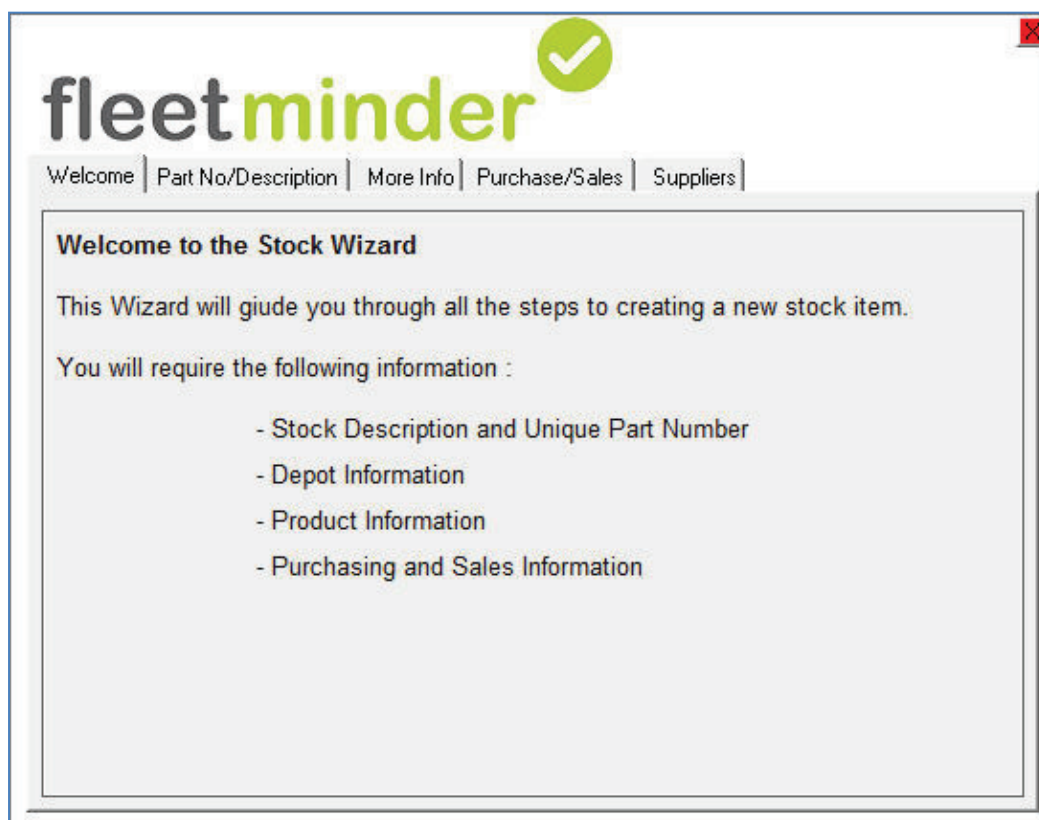 fleetminder
Welcome Part No/Description More Info Purchase/Sales Suppliers
Welcome to the Stock Wizard
This Wizard will giude you through all the steps to creating a new stock item.
You will require the following information :
- Stock Description and Unique Part Number
- Depot Information
- Product Information
- Purchasing and Sales Information